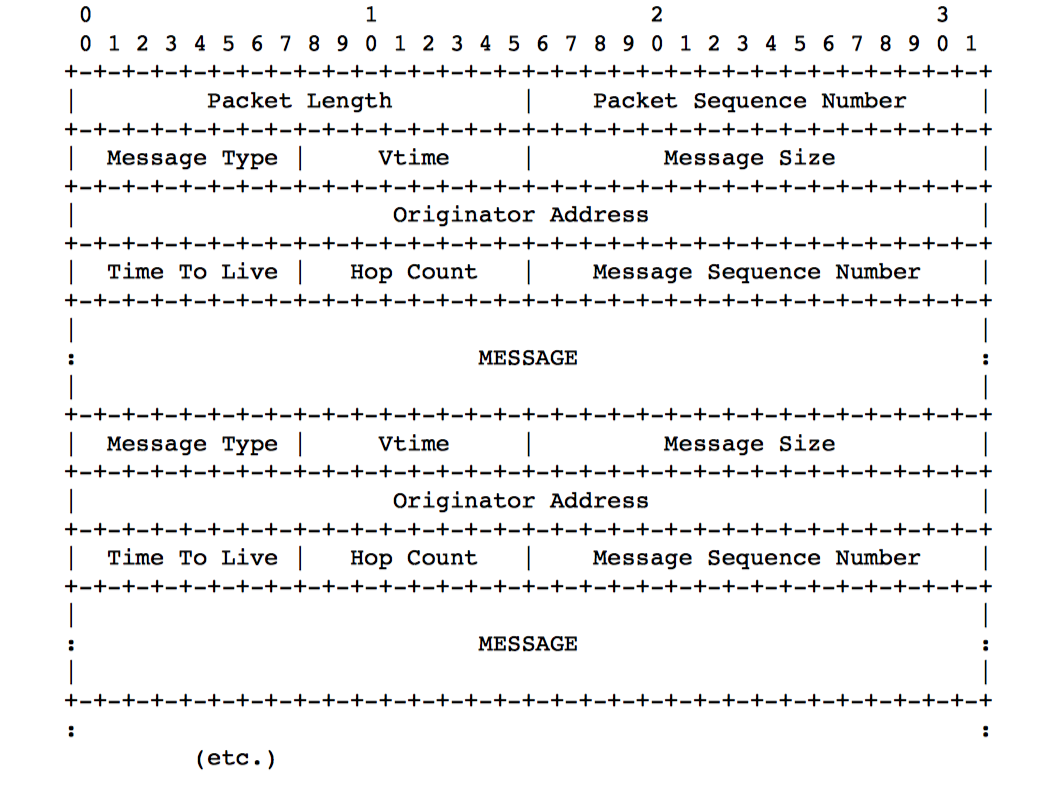 0                   1                   2                   3
0 1 2 3 4 5 6 7 8 9 0 1 2 3 4 5 6 7 8 9 0 1 2 3 4 5 6 7 8 9 0 1
+-+-+-+-+-+-+-+-+-+-+-+-+-+-+-+-+-+-+-+-+-+-+-+-+-+-+-+-+-+-+-+-+
|         Packet Length         |    Packet Sequence Number     |
+-+-+-+-+-+-+-+-+-+-+-+-+-+-+-+-+-+-+-+-+-+-+-+-+-+-+-+-+-+-+-+-+
|  Message Type |     Vtime     |         Message Size          |
+-+-+-+-+-+-+-+-+-+-+-+-+-+-+-+-+-+-+-+-+-+-+-+-+-+-+-+-+-+-+-+-+
|                      Originator Address                       |
+-+-+-+-+-+-+-+-+-+-+-+-+-+-+-+-+-+-+-+-+-+-+-+-+-+-+-+-+-+-+-+-+
|  Time To Live |   Hop Count   |    Message Sequence Number    |
+-+-+-+-+-+-+-+-+-+-+-+-+-+-+-+-+-+-+-+-+-+-+-+-+-+-+-+-+-+-+-+-+
|                                                               |
:                            MESSAGE                            :
|                                                               |
+-+-+-+-+-+-+-+-+-+-+-+-+-+-+-+-+-+-+-+-+-+-+-+-+-+-+-+-+-+-+-+-+
|  Message Type |     Vtime     |         Message Size          |
+-+-+-+-+-+-+-+-+-+-+-+-+-+-+-+-+-+-+-+-+-+-+-+-+-+-+-+-+-+-+-+-+
|                      Originator Address                       |
+-+-+-+-+-+-+-+-+-+-+-+-+-+-+-+-+-+-+-+-+-+-+-+-+-+-+-+-+-+-+-+-+
|  Time To Live |   Hop Count   |    Message Sequence Number    |
+-+-+-+-+-+-+-+-+-+-+-+-+-+-+-+-+-+-+-+-+-+-+-+-+-+-+-+-+-+-+-+-+
|                                                               |
:                            MESSAGE                            :
|                                                               |
+-+-+-+-+-+-+-+-+-+-+-+-+-+-+-+-+-+-+-+-+-+-+-+-+-+-+-+-+-+-+-+-+
:                                                               :
(etc.)